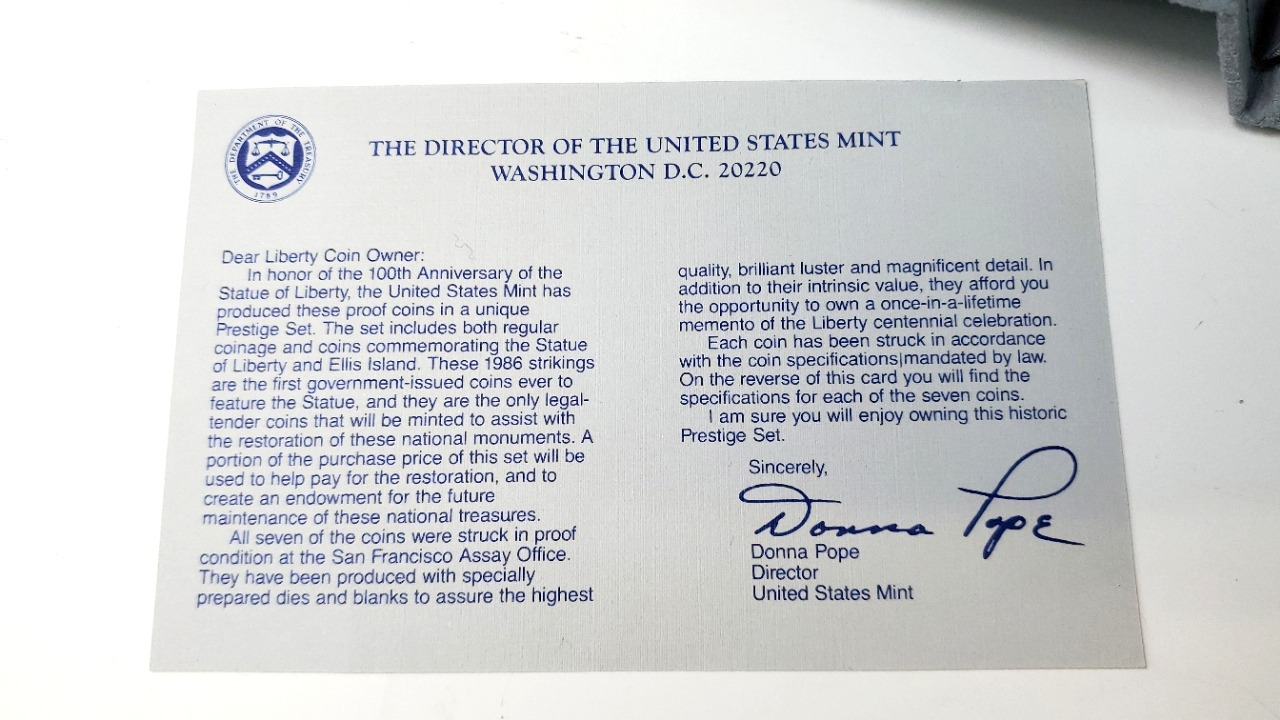 THE DEPARTMENT OF THE TREASURY
1789
THE DIRECTOR OF THE UNITED STATES MINT
WASHINGTON D.C. 20220
Dear Liberty Coin Owner:
In honor of the 100th Anniversary of the
Statue of Liberty, the United States Mint has
produced these proof coins in a unique
Prestige Set. The set includes both regular
coinage and coins commemorating the Statue
of Liberty and Ellis Island. These 1986 strikings
are the first government-issued coins ever to
feature the Statue, and they are the only legal-
tender coins that will be minted to assist with
the restoration of these national monuments. A
portion of the purchase price of this set will be
used to help pay for the restoration, and to
create an endowment for the future
maintenance of these national treasures.
All seven of the coins were struck in proof
condition at the San Francisco Assay Office.
They have been produced with specially
prepared dies and blanks to assure the highest
quality, brilliant luster and magnificent detail. In
addition to their intrinsic value, they afford you
the opportunity to own a once-in-a-lifetime
memento of the Liberty centennial celebration.
Each coin has been struck in accordance
with the coin specifications mandated by law.
On the reverse of this card you will find the
specifications for each of the seven coins.
I am sure you will enjoy owning this historic
Prestige Set.
Sincerely,
Donna Pope
Donna Pope
Director
United States Mint